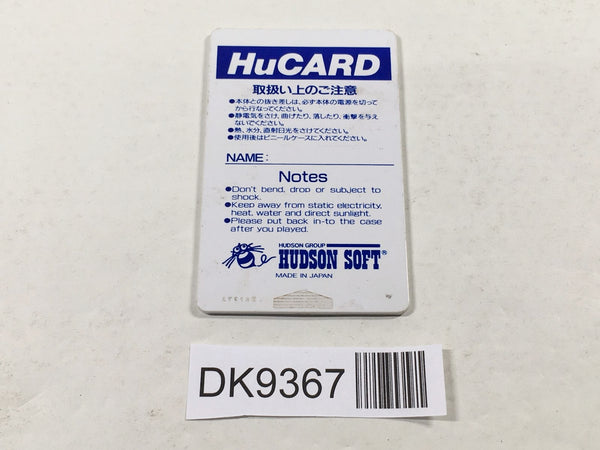 HuCARD
取扱い上のご注意
●本体との抜き差しは、必ず本体の電源を切って
から行なってください。
●静電気をさけ、曲げたり、落したり、衝撃を与え
ないでください。
●熱、水分、直射日光をさけてください。
●使用後はビニールケースに入れてください。
NAME:
Notes
●Don't bend, drop or subject to
shock.
●Keep away from static electricity,
heat, water and direct sunlight.
●Please put back in-to the case
after you played.
HUDSON GROUP
HUDSON SOFT®
MADE IN JAPAN
DK9367